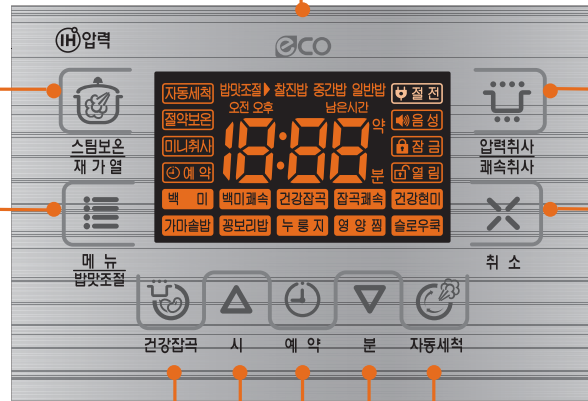 IH압력
eco
자동세척 밥맛조절▶ 찰진밥 중간밥 일반밥 절전
오전 오후 남은시간
절약보온 18:88 약 음성
미니취사 잠금
예약 분 열림
백미 백미쾌속 건강잡곡 잡곡쾌속 건강현미
가마솥밥 꽁보리밥 누룽지 영양찜 슬로우쿡
스팀보온
재가열
압력취사
쾌속취사
메뉴
밥맛조절
취소
건강잡곡 시 예약 분 자동세척